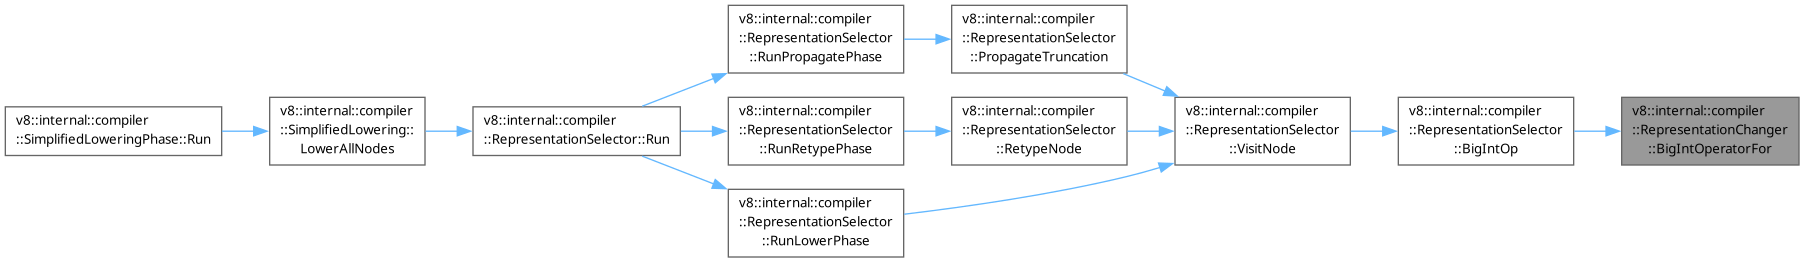 v8::internal::compiler
::SimplifiedLoweringPhase::Run
v8::internal::compiler
::SimplifiedLowering::
LowerAllNodes
v8::internal::compiler
::RepresentationSelector::Run
v8::internal::compiler
::RepresentationSelector
::RunPropagatePhase
v8::internal::compiler
::RepresentationSelector
::PropagateTruncation
v8::internal::compiler
::RepresentationSelector
::RunRetypePhase
v8::internal::compiler
::RepresentationSelector
::RetypeNode
v8::internal::compiler
::RepresentationSelector
::RunLowerPhase
v8::internal::compiler
::RepresentationSelector
::VisitNode
v8::internal::compiler
::RepresentationSelector
::BigIntOp
v8::internal::compiler
::RepresentationChanger
::BigIntOperatorFor